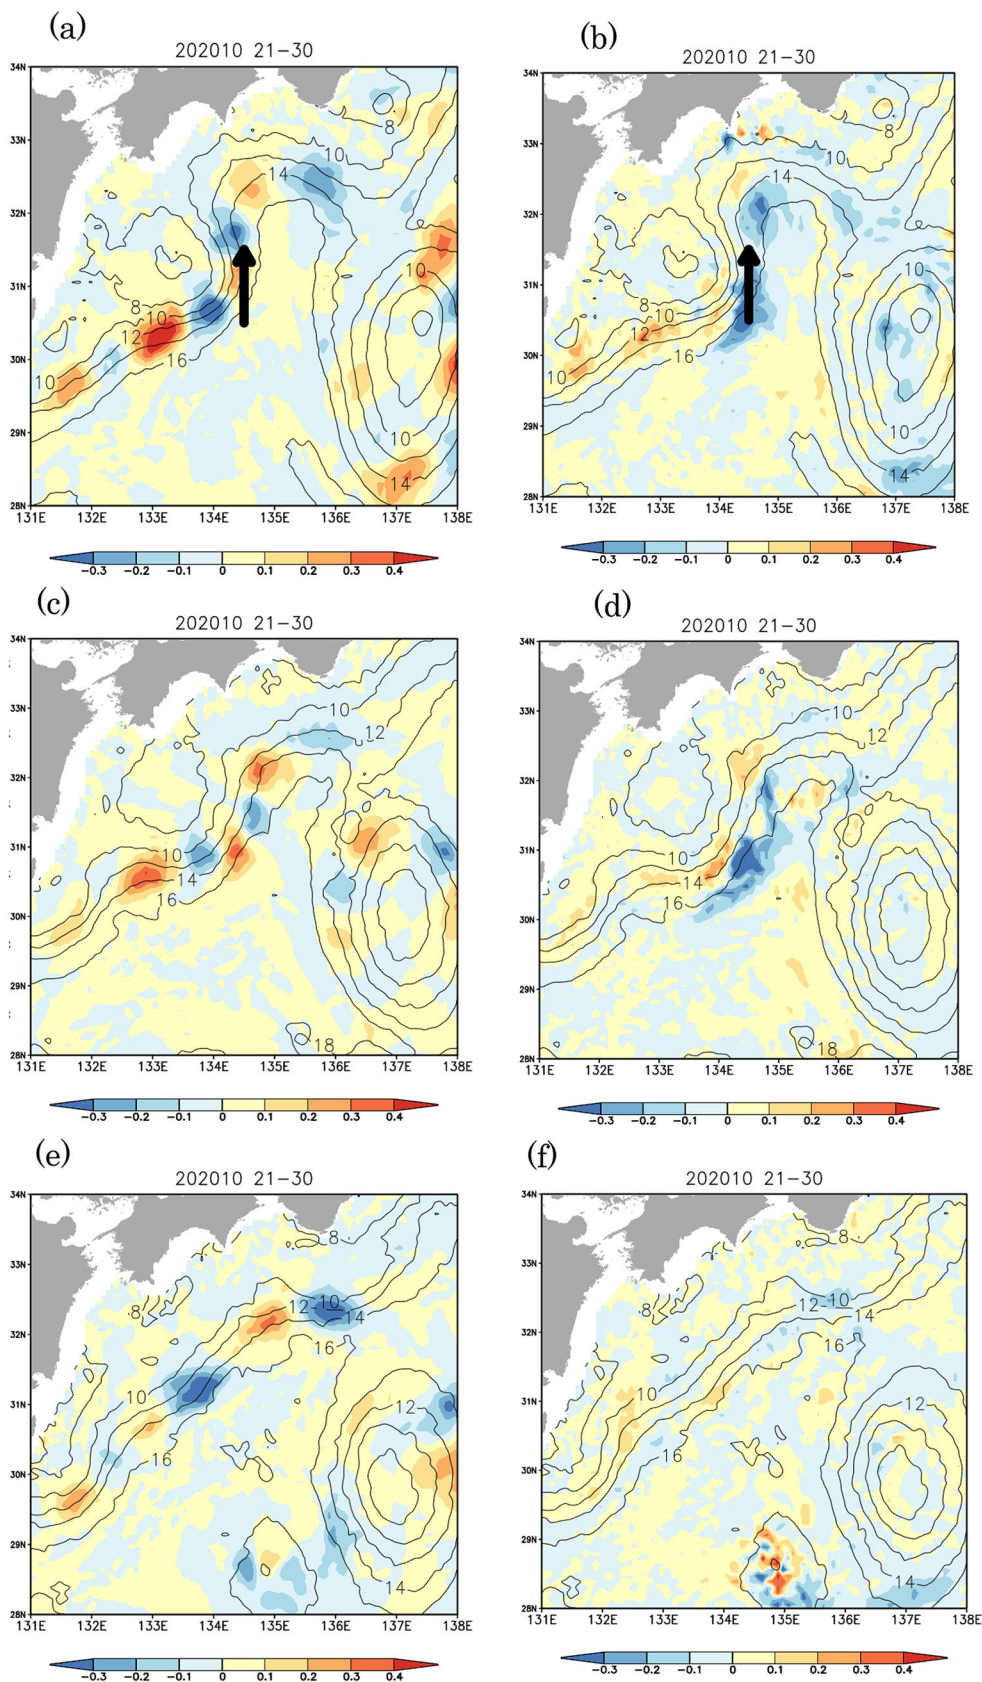 (a)
202010 21−30
34N
33N
32N
31N
30N
29N
28N
8
10
14
10
8
10
12
16
10
10
14
131E 132E 133E 134E 135E 136E 137E 138E
−0.3 −0.2 −0.1 0 0.1 0.2 0.3 0.4
(b)
202010 21−30
34N
33N
32N
31N
30N
29N
28N
8
10
14
10
8
10
12
16
10
10
14
131E 132E 133E 134E 135E 136E 137E 138E
−0.3 −0.2 −0.1 0 0.1 0.2 0.3 0.4
(c)
202010 21−30
34N
33N
32N
31N
30N
29N
28N
10
12
10
14
16
18
131E 132E 133E 134E 135E 136E 137E 138E
−0.3 −0.2 −0.1 0 0.1 0.2 0.3 0.4
(d)
202010 21−30
34N
33N
32N
31N
30N
29N
28N
10
12
10
14
16
18
131E 132E 133E 134E 135E 136E 137E 138E
−0.3 −0.2 −0.1 0 0.1 0.2 0.3 0.4
(e)
202010 21−30
34N
33N
32N
31N
30N
29N
28N
8
8
12 10
14
16
10
12
16
14
131E 132E 133E 134E 135E 136E 137E 138E
−0.3 −0.2 −0.1 0 0.1 0.2 0.3 0.4
(f)
202010 21−30
34N
33N
32N
31N
30N
29N
28N
8
8
12 10
14
16
10
12
16
14
131E 132E 133E 134E 135E 136E 137E 138E
−0.3 −0.2 −0.1 0 0.1 0.2 0.3 0.4